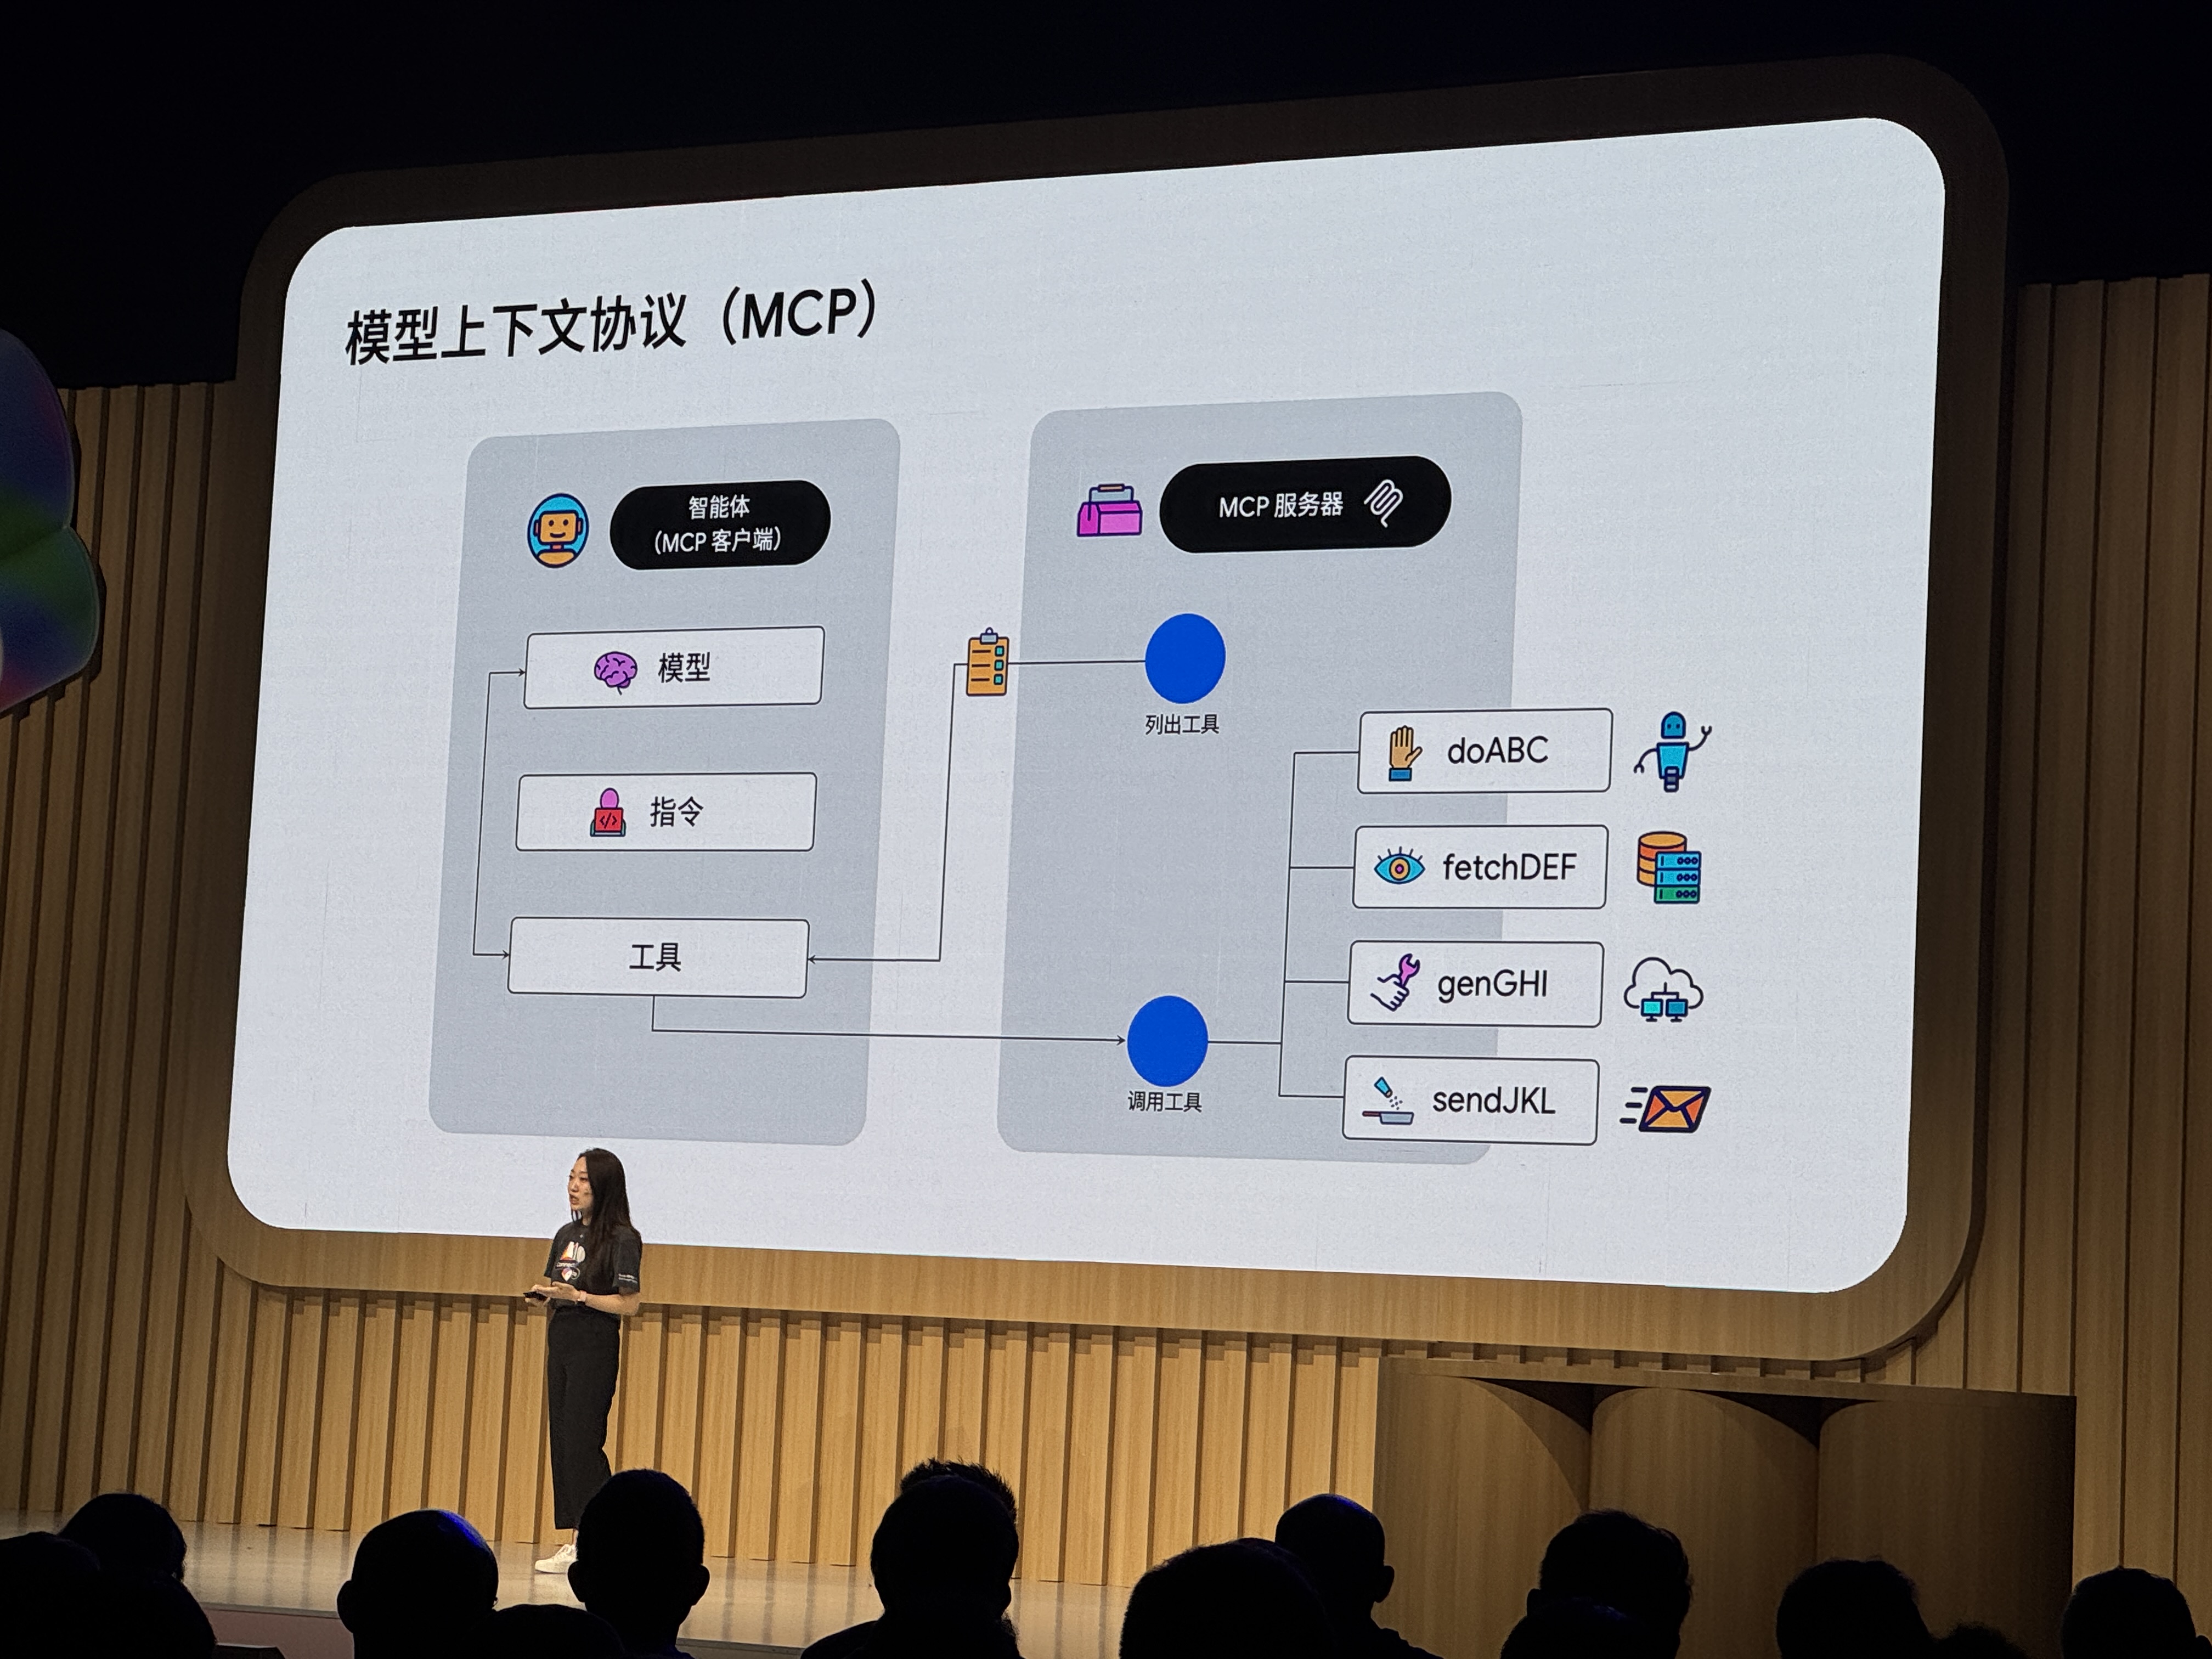 模型上下文协议（MCP）
智能体
（MCP 客户端）
模型
指令
工具
MCP 服务器
列出工具
调用工具
doABC
fetchDEF
genGHI
sendJKL